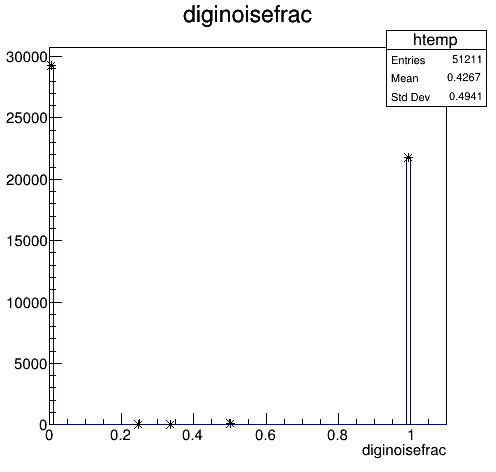 diginoisefrac
htemp
Entries 51211
Mean 0.4267
Std Dev 0.4941
30000
25000
20000
15000
10000
5000
0
0 0.2 0.4 0.6 0.8 1
diginoisefrac